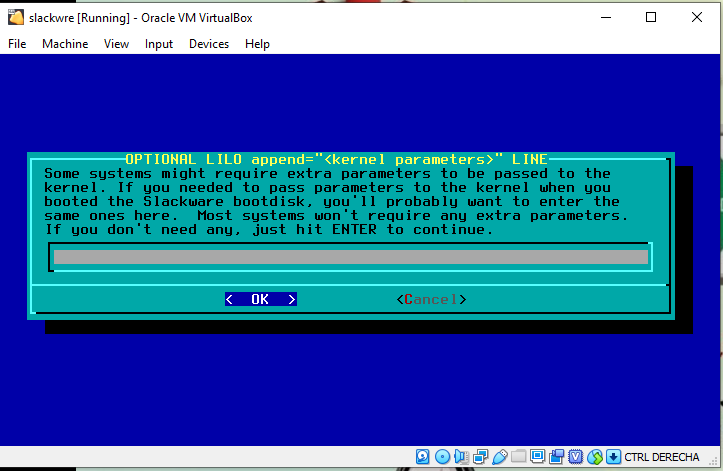 slackwre [Running] - Oracle VM VirtualBox
File Machine View Input Devices Help
OPTIONAL LILO append="<kernel parameters>" LINE
Some systems might require extra parameters to be passed to the
kernel. If you needed to pass parameters to the kernel when you
booted the Slackware bootdisk, you'll probably want to enter the
same ones here.  Most systems won't require any extra parameters.
If you don't need any, just hit ENTER to continue.
<  OK  > <Cancel>
CTRL DERECHA